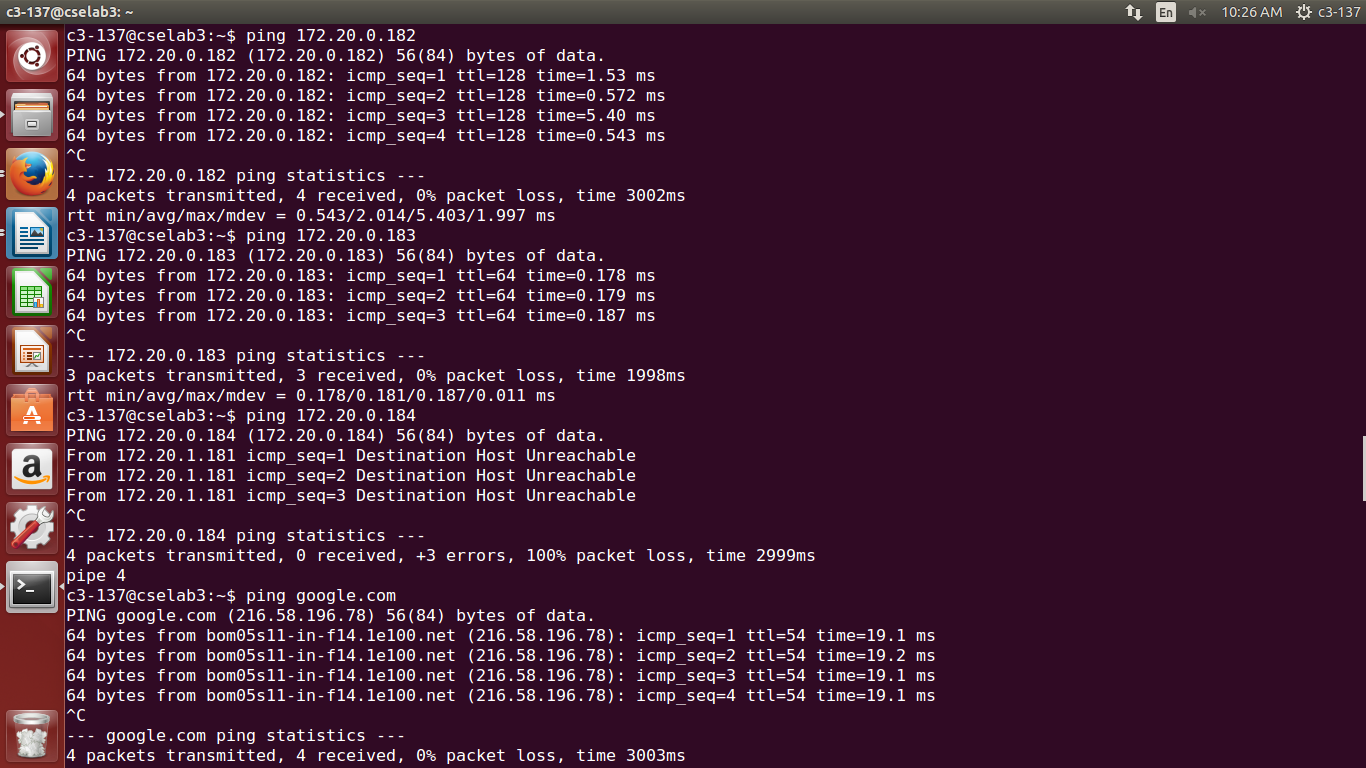 c3-137@cselab3: ~
En
10:26 AM
c3-137
c3-137@cselab3:~$ ping 172.20.0.182
PING 172.20.0.182 (172.20.0.182) 56(84) bytes of data.
64 bytes from 172.20.0.182: icmp_seq=1 ttl=128 time=1.53 ms
64 bytes from 172.20.0.182: icmp_seq=2 ttl=128 time=0.572 ms
64 bytes from 172.20.0.182: icmp_seq=3 ttl=128 time=5.40 ms
64 bytes from 172.20.0.182: icmp_seq=4 ttl=128 time=0.543 ms
^C
--- 172.20.0.182 ping statistics ---
4 packets transmitted, 4 received, 0% packet loss, time 3002ms
rtt min/avg/max/mdev = 0.543/2.014/5.403/1.997 ms
c3-137@cselab3:~$ ping 172.20.0.183
PING 172.20.0.183 (172.20.0.183) 56(84) bytes of data.
64 bytes from 172.20.0.183: icmp_seq=1 ttl=64 time=0.178 ms
64 bytes from 172.20.0.183: icmp_seq=2 ttl=64 time=0.179 ms
64 bytes from 172.20.0.183: icmp_seq=3 ttl=64 time=0.187 ms
^C
--- 172.20.0.183 ping statistics ---
3 packets transmitted, 3 received, 0% packet loss, time 1998ms
rtt min/avg/max/mdev = 0.178/0.181/0.187/0.011 ms
c3-137@cselab3:~$ ping 172.20.0.184
PING 172.20.0.184 (172.20.0.184) 56(84) bytes of data.
From 172.20.1.181 icmp_seq=1 Destination Host Unreachable
From 172.20.1.181 icmp_seq=2 Destination Host Unreachable
From 172.20.1.181 icmp_seq=3 Destination Host Unreachable
^C
--- 172.20.0.184 ping statistics ---
4 packets transmitted, 0 received, +3 errors, 100% packet loss, time 2999ms
pipe 4
c3-137@cselab3:~$ ping google.com
PING google.com (216.58.196.78) 56(84) bytes of data.
64 bytes from bom05s11-in-f14.1e100.net (216.58.196.78): icmp_seq=1 ttl=54 time=19.1 ms
64 bytes from bom05s11-in-f14.1e100.net (216.58.196.78): icmp_seq=2 ttl=54 time=19.2 ms
64 bytes from bom05s11-in-f14.1e100.net (216.58.196.78): icmp_seq=3 ttl=54 time=19.1 ms
64 bytes from bom05s11-in-f14.1e100.net (216.58.196.78): icmp_seq=4 ttl=54 time=19.1 ms
^C
--- google.com ping statistics ---
4 packets transmitted, 4 received, 0% packet loss, time 3003ms